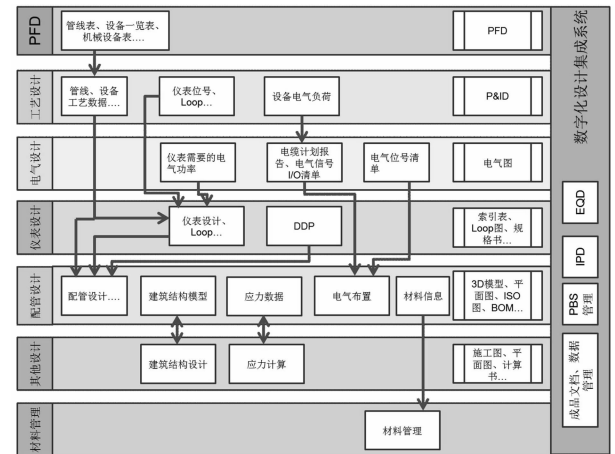 PFD
管线表、设备一览表、
机械设备表....
PFD
工艺设计
管线、设备
工艺数据....
仪表位号、
Loop...
设备电气负荷
P&ID
电气设计
仪表需要的电
气功率
电缆计划报
告、电气信号
I/O清单
电气位号清
单
电气图
仪表设计
仪表设计、
Loop...
DDP
索引表、
Loop图、规
格书...
配管设计
配管设计....
建筑结构模型
应力数据
电气布置
材料信息
3D模型、平
面图、ISO
图、BOM...
其他设计
建筑结构设计
应力计算
施工图、平
面图、计算
书...
材料管理
材料管理
数字化设计集成系统
EQD
IPD
PBS
管理
成品文档、数据
管理